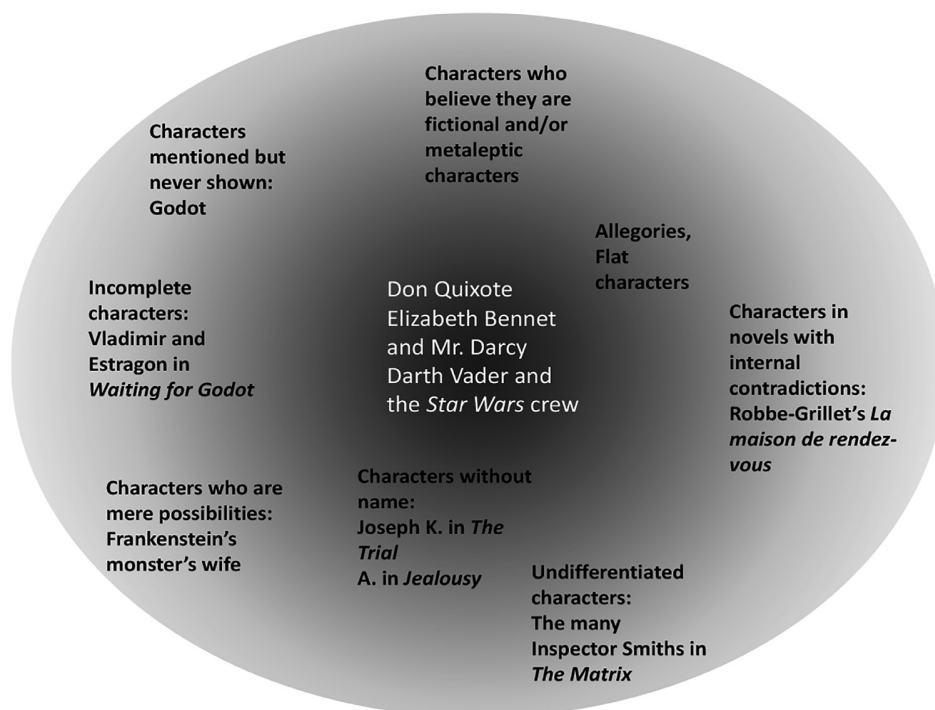 Characters who
believe they are
fictional and/or
metaleptic
characters
Characters
mentioned but
never shown:
Godot
Allegories,
Flat
characters
Incomplete
characters:
Vladimir and
Estragon in
Waiting for Godot
Don Quixote
Elizabeth Bennet
and Mr. Darcy
Darth Vader and
the Star Wars crew
Characters in
novels with
internal
contradictions:
Robbe-Grillet's La
maison de rendez-
vous
Characters who are
mere possibilities:
Frankenstein's
monster's wife
Characters without
name:
Joseph K. in The
Trial
A. in Jealousy
Undifferentiated
characters:
The many
Inspector Smiths in
The Matrix